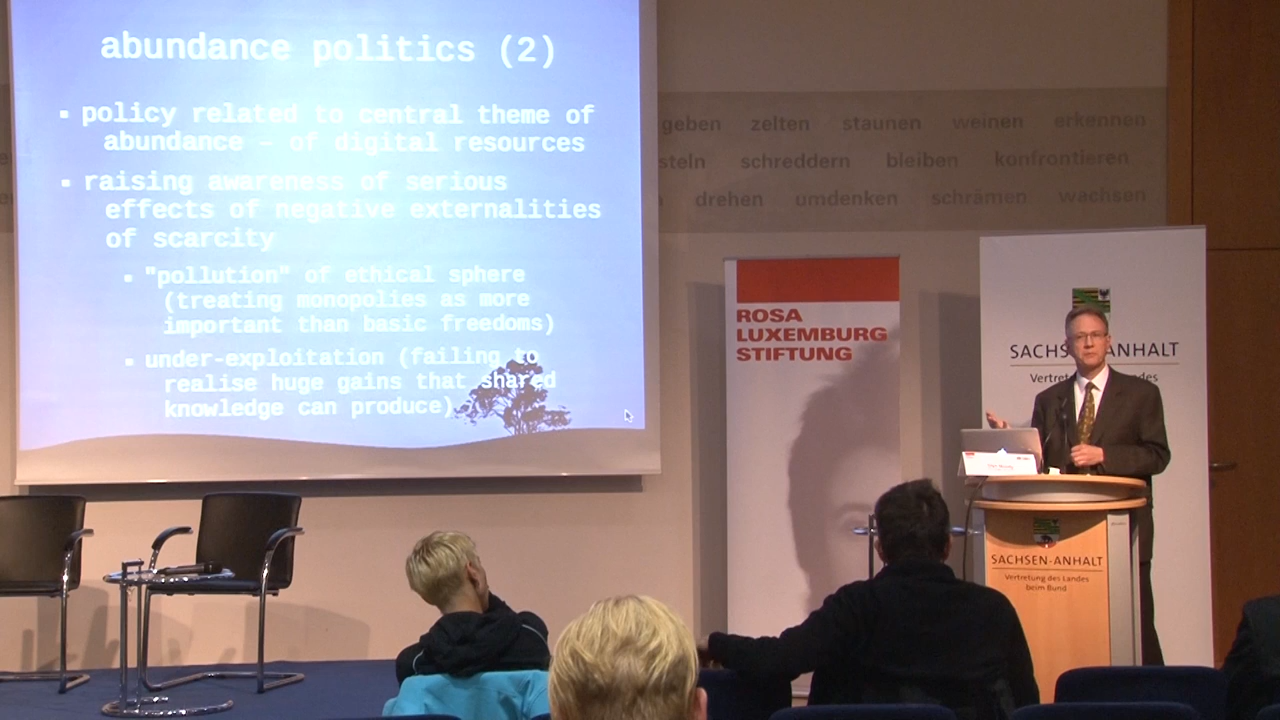 abundance politics (2)
▪ policy related to central theme of
abundance – of digital resources
▪ raising awareness of serious
effects of negative externalities
of scarcity
▪ "pollution" of ethical sphere
(treating monopolies as more
important than basic freedoms)
▪ under-exploitation (failing to
realise huge gains that shared
knowledge can produce)
geben zelten staunen weinen erkennen
schreddern bleiben konfrontieren
drehen umdenken schrämen wachsen
ROSA
LUXEMBURG
STIFTUNG
ANHALT
SACHSEN-ANHALT
Vertretung des Landes
beim Bund